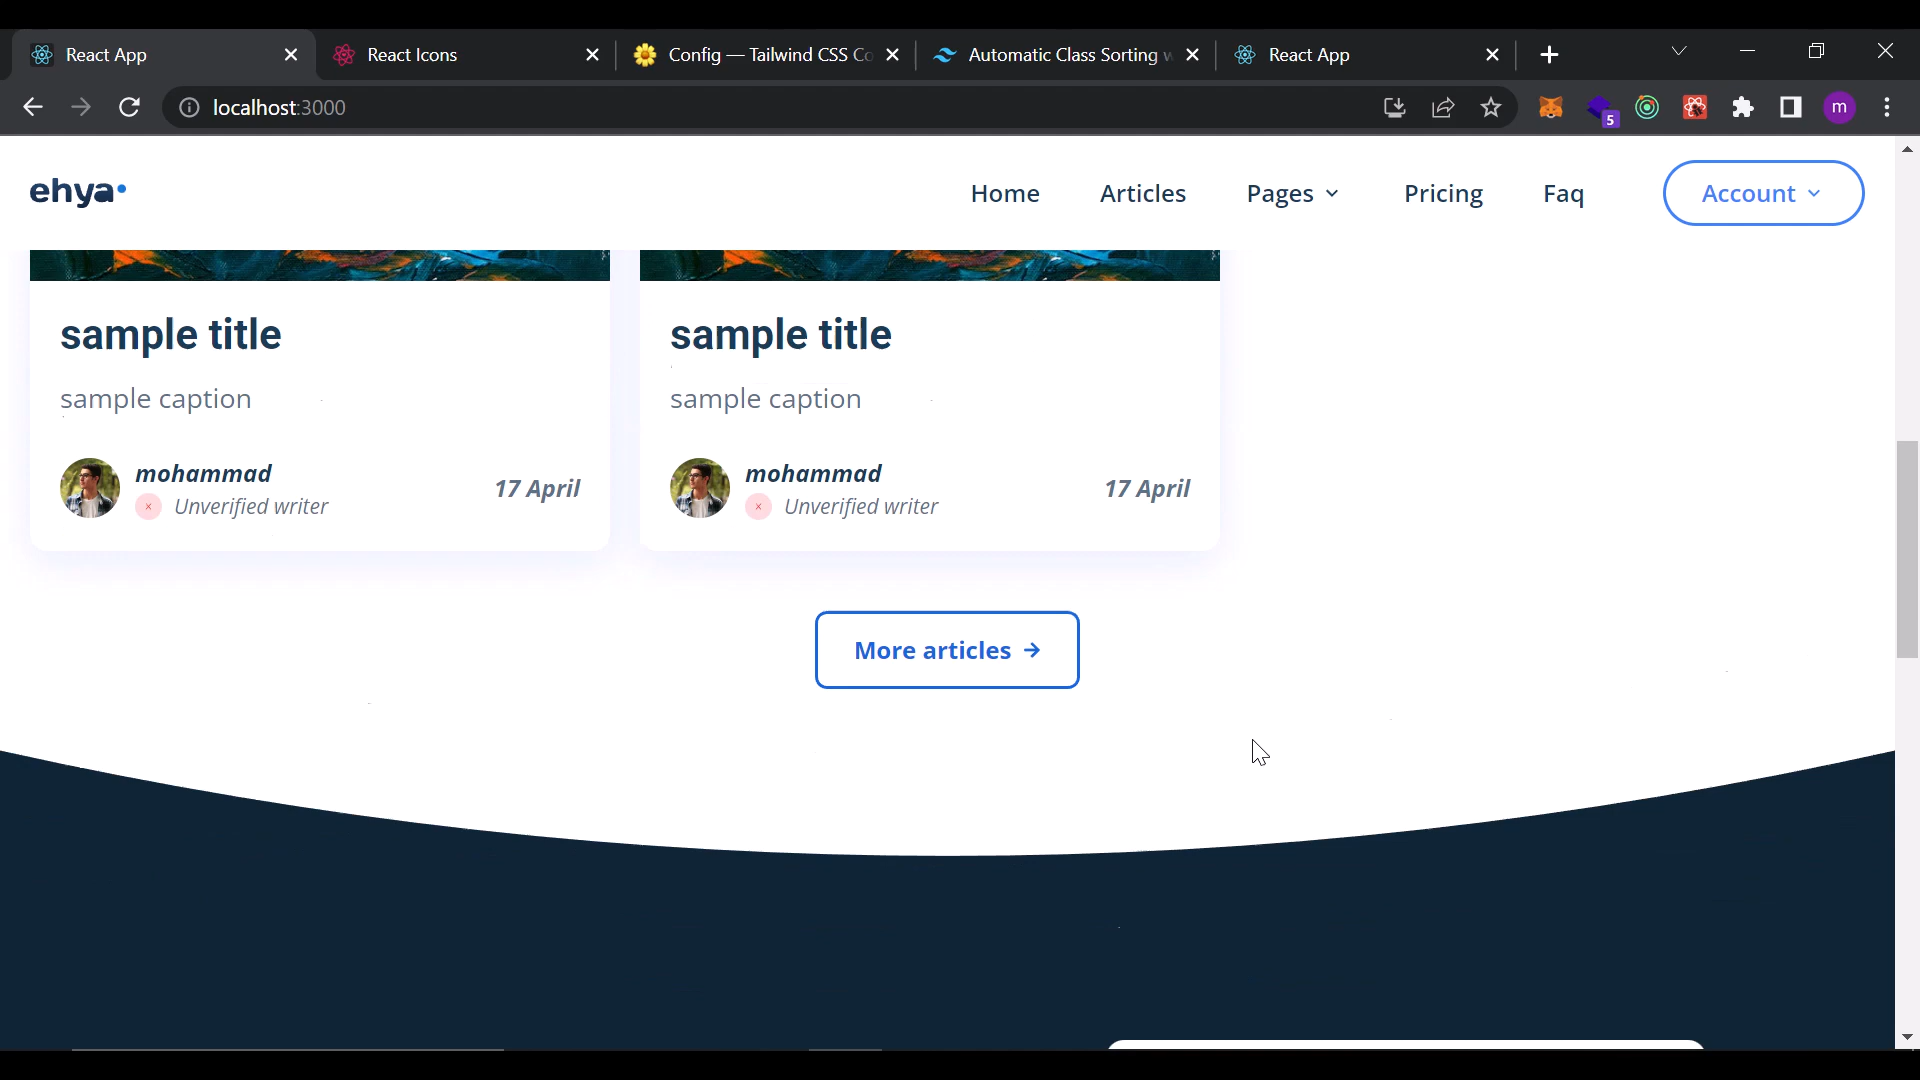 React App
React Icons
Config — Tailwind CSS Co
Automatic Class Sorting w
React App
localhost:3000
5
m
ehya
Home
Articles
Pages
Pricing
Faq
Account
sample title
sample title
sample caption
sample caption
mohammad
Unverified writer
17 April
mohammad
Unverified writer
17 April
More articles →